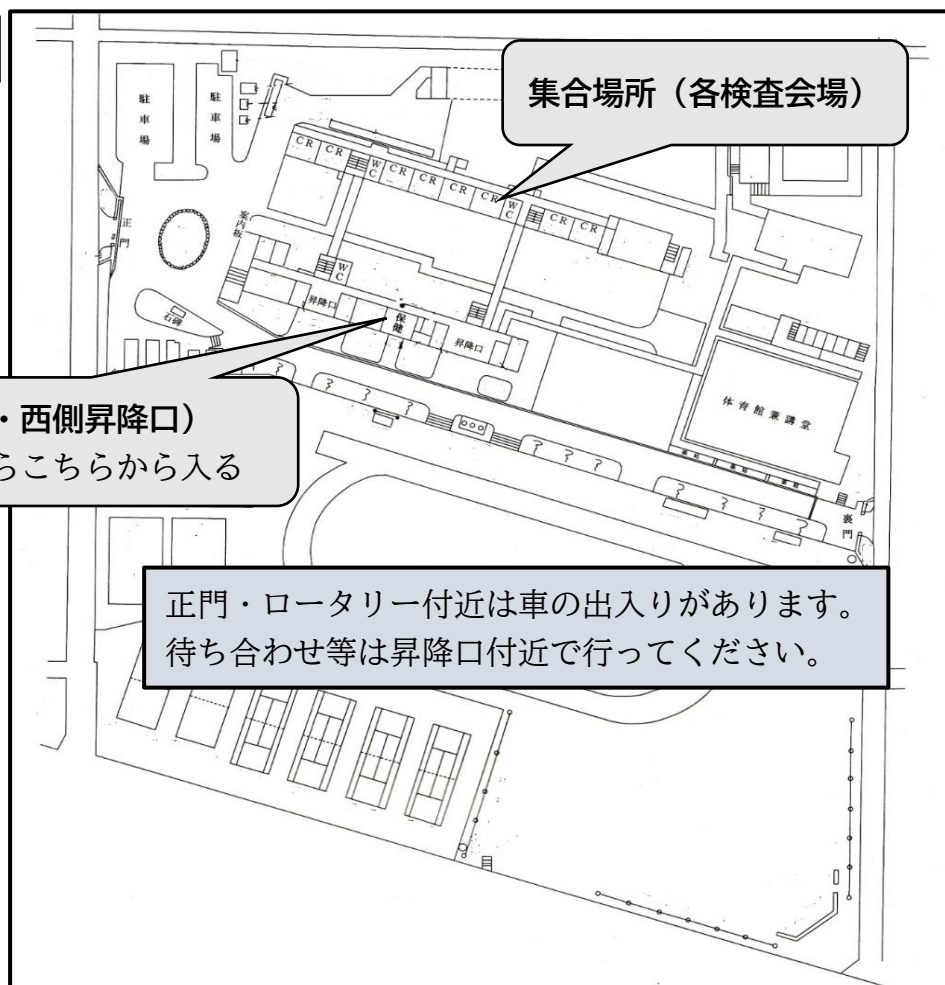 集合場所（各検査会場）
駐車場
駐車場
CR
CR
WC
CR
CR
CR
CR
WC
CR
CR
正門
案内板
WC
石碑
昇降口
保健
昇降口
体育館兼講堂
・西側昇降口）
らこちらから入る
裏門
正門・ロータリー付近は車の出入りがあります。
待ち合わせ等は昇降口付近で行ってください。